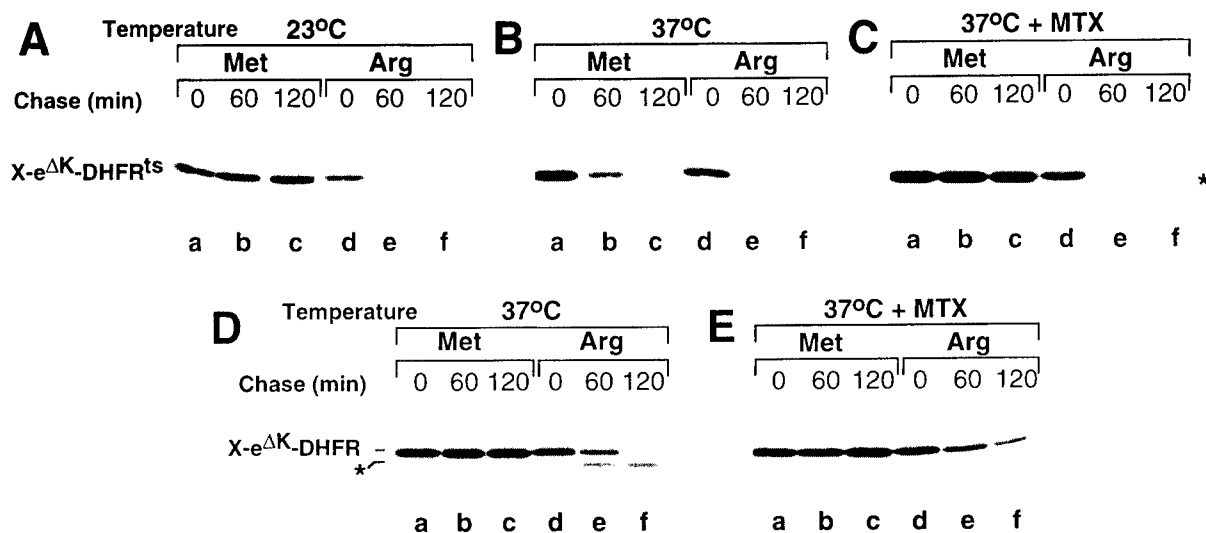 A Temperature 23°C B 37°C C 37°C + MTX
Met Arg Met Arg Met Arg
Chase (min) 0 60 120 0 60 120 0 60 120 0 60 120 0 60 120 0 60 120
X-e^ΔK-DHFR^ts *
a b c d e f a b c d e f a b c d e f
D Temperature 37°C E 37°C + MTX
Met Arg Met Arg
Chase (min) 0 60 120 0 60 120 0 60 120 0 60 120
X-e^ΔK-DHFR –
*
a b c d e f a b c d e f